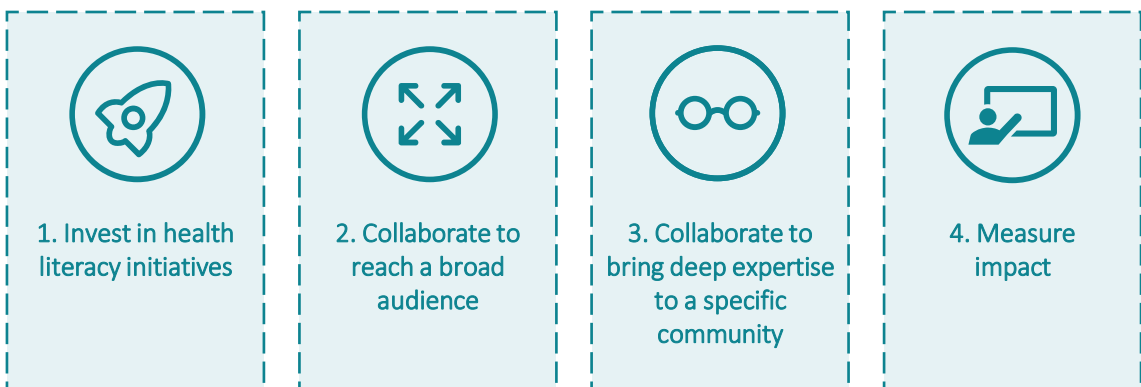 1. Invest in health
literacy initiatives
2. Collaborate to
reach a broad
audience
3. Collaborate to
bring deep expertise
to a specific
community
4. Measure
impact